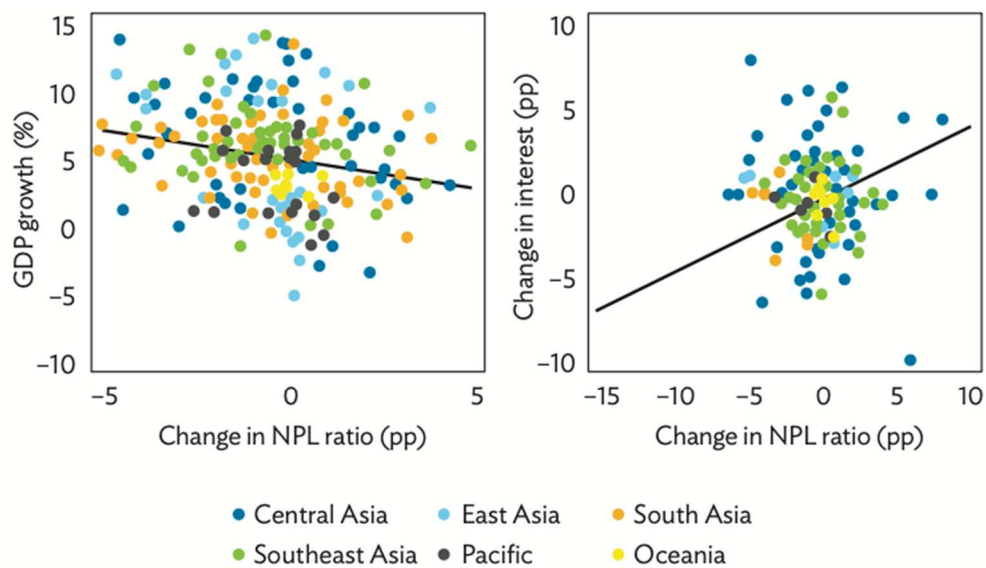 15
10
5
0
−5
−10
GDP growth (%)
−5 0 5
Change in NPL ratio (pp)
10
5
0
−5
−10
Change in interest (pp)
−15 −10 −5 0 5 10
Change in NPL ratio (pp)
Central Asia East Asia South Asia
Southeast Asia Pacific Oceania